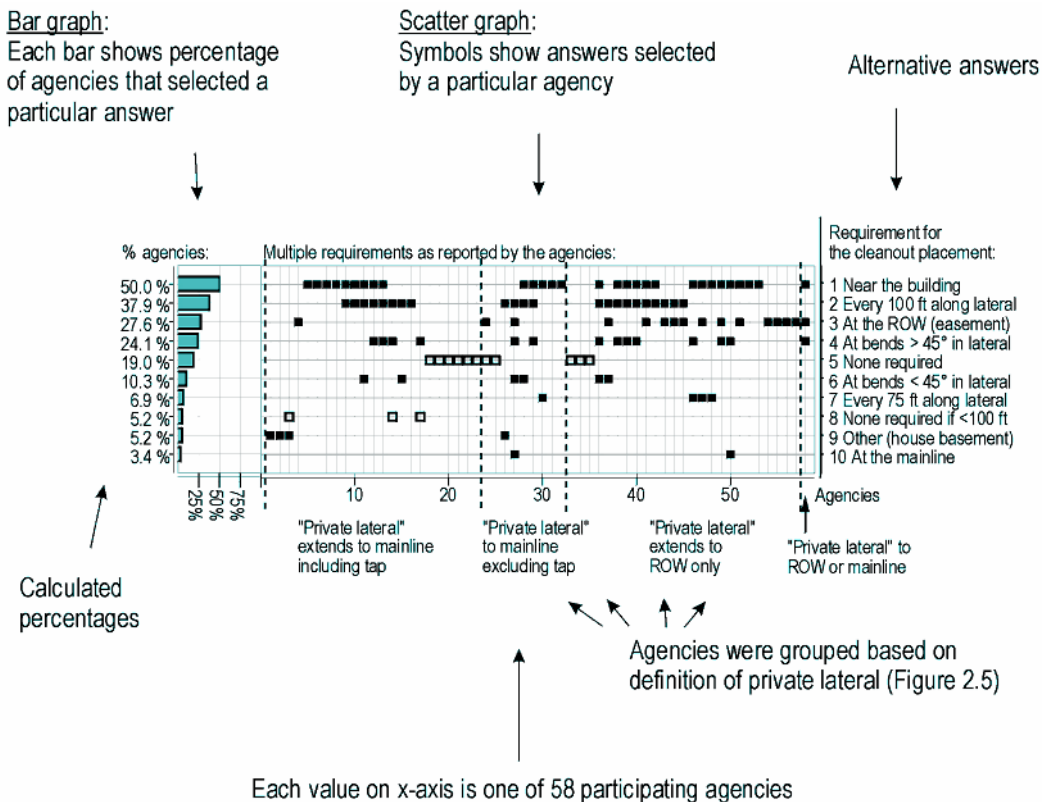 Bar graph:
Each bar shows percentage
of agencies that selected a
particular answer
Scatter graph:
Symbols show answers selected
by a particular agency
Alternative answers
% agencies:
Multiple requirements as reported by the agencies:
Requirement for
the cleanout placement:
50.0 %
37.9 %
27.6 %
24.1 %
19.0 %
10.3 %
6.9 %
5.2 %
5.2 %
3.4 %
1 Near the building
2 Every 100 ft along lateral
3 At the ROW (easement)
4 At bends > 45° in lateral
5 None required
6 At bends < 45° in lateral
7 Every 75 ft along lateral
8 None required if <100 ft
9 Other (house basement)
10 At the mainline
25%
50%
75%
10
20
30
40
50
Agencies
"Private lateral"
extends to mainline
including tap
"Private lateral"
to mainline
excluding tap
"Private lateral"
extends to
ROW only
"Private lateral" to
ROW or mainline
Calculated
percentages
Agencies were grouped based on
definition of private lateral (Figure 2.5)
Each value on x-axis is one of 58 participating agencies